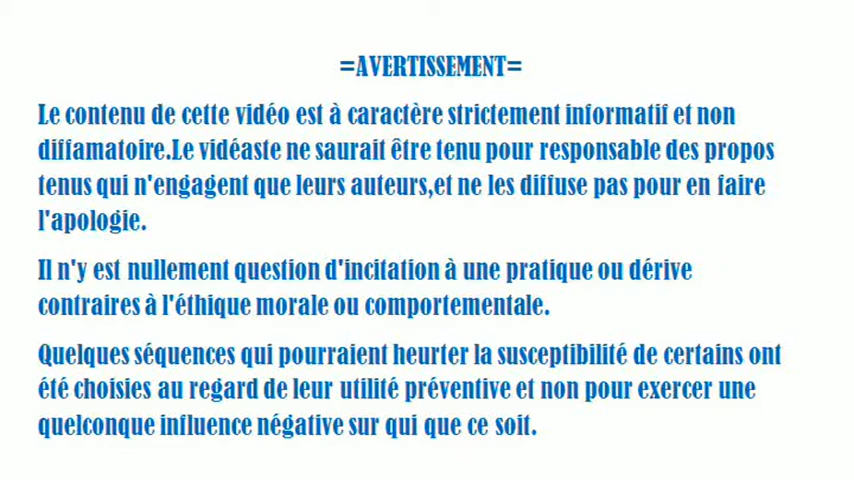 =AVERTISSEMENT=
Le contenu de cette vidéo est à caractère strictement informatif et non
diffamatoire.Le vidéaste ne saurait être tenu pour responsable des propos
tenus qui n'engagent que leurs auteurs,et ne les diffuse pas pour en faire
l'apologie.
Il n'y est nullement question d'incitation à une pratique ou dérive
contraires à l'éthique morale ou comportementale.
Quelques séquences qui pourraient heurter la susceptibilité de certains ont
été choisies au regard de leur utilité préventive et non pour exercer une
quelconque influence négative sur qui que ce soit.